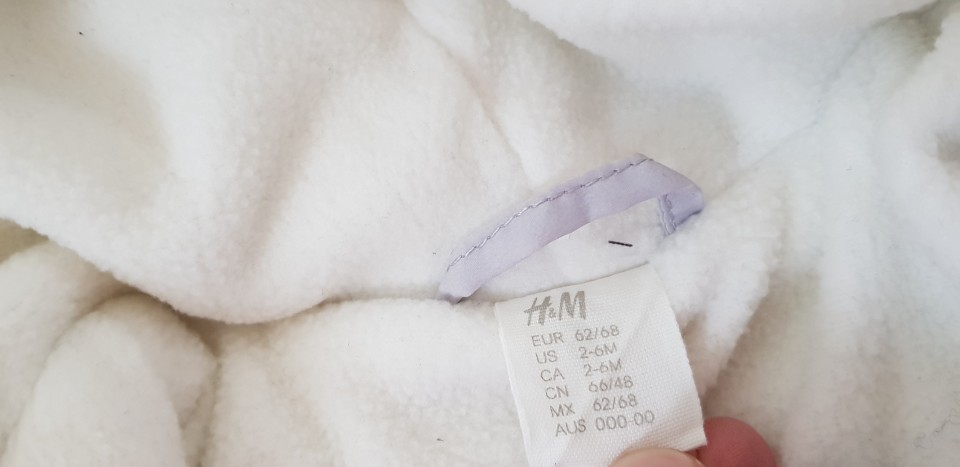 H&M
EUR 62/68
US 2-6M
CA 2-6M
CN 66/48
MX 62/68
AUS 000-00